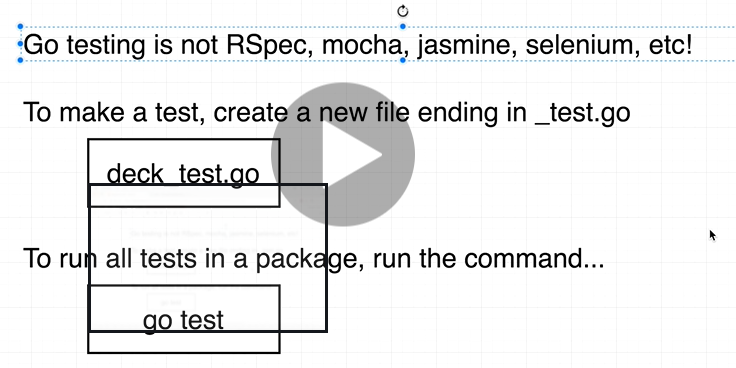 Go testing is not RSpec, mocha, jasmine, selenium, etc!
To make a test, create a new file ending in _test.go
deck_test.go
To run all tests in a package, run the command...
go test